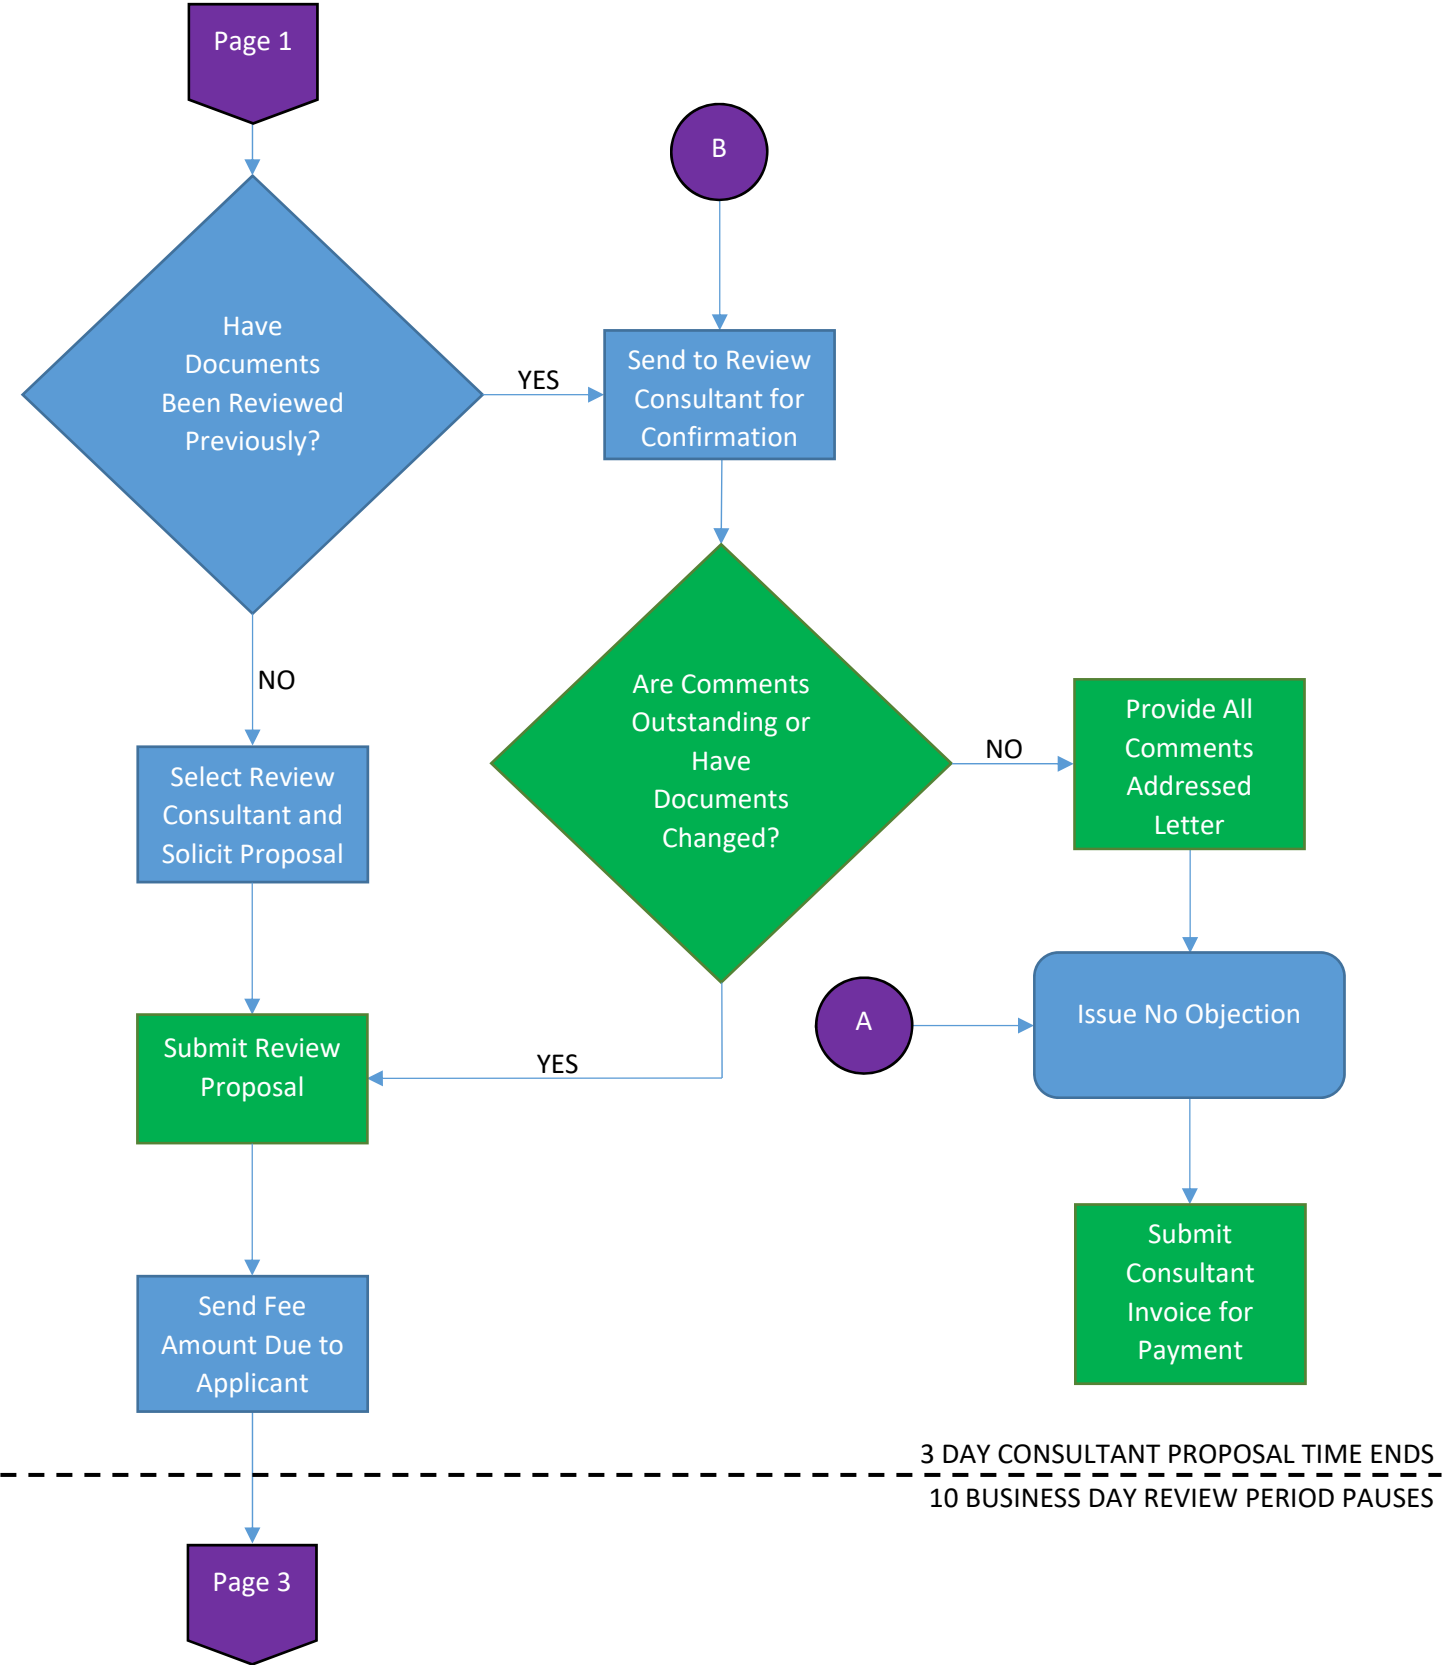 Page 1
B
Have
Documents
Been Reviewed
Previously?
YES
Send to Review
Consultant for
Confirmation
NO
Are Comments
Outstanding or
Have
Documents
Changed?
NO
Provide All
Comments
Addressed
Letter
Select Review
Consultant and
Solicit Proposal
A
Issue No Objection
Submit Review
Proposal
YES
Submit
Consultant
Invoice for
Payment
Send Fee
Amount Due to
Applicant
3 DAY CONSULTANT PROPOSAL TIME ENDS
10 BUSINESS DAY REVIEW PERIOD PAUSES
Page 3